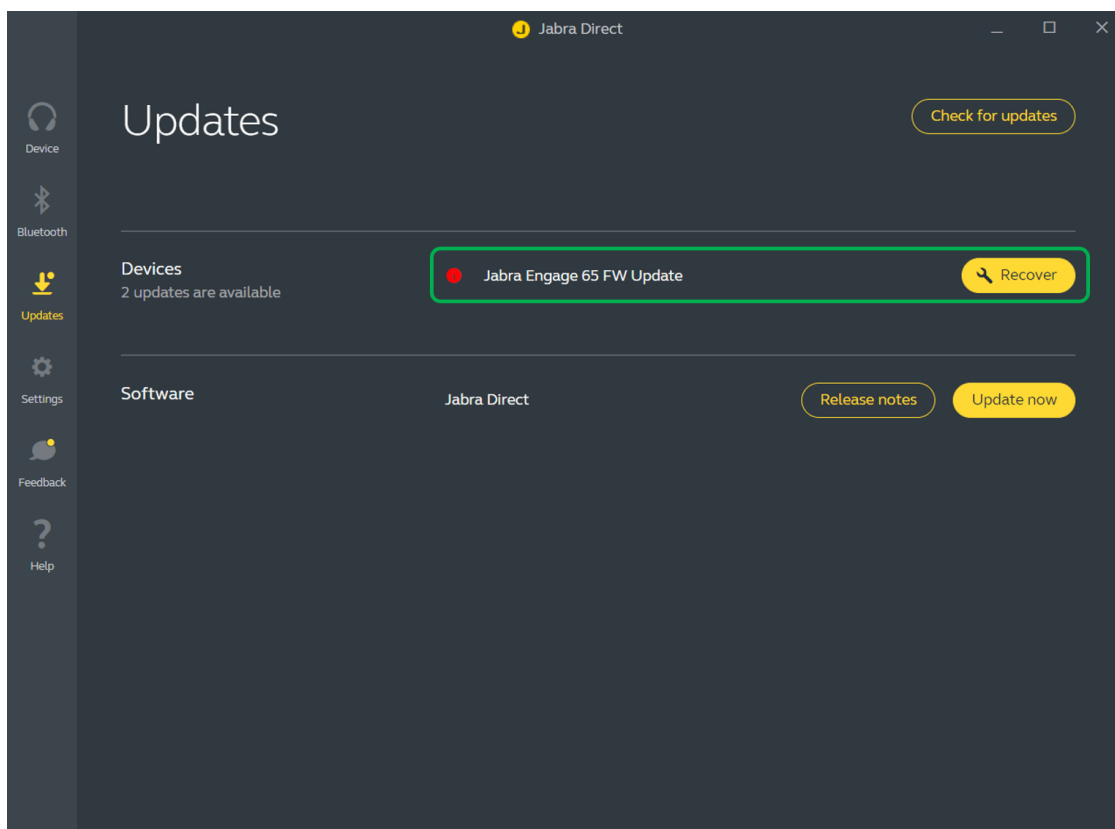 Jabra Direct
Updates
Check for updates
Device
Bluetooth
Updates
Settings
Feedback
Help
Devices
2 updates are available
Jabra Engage 65 FW Update
Recover
Software
Jabra Direct
Release notes
Update now